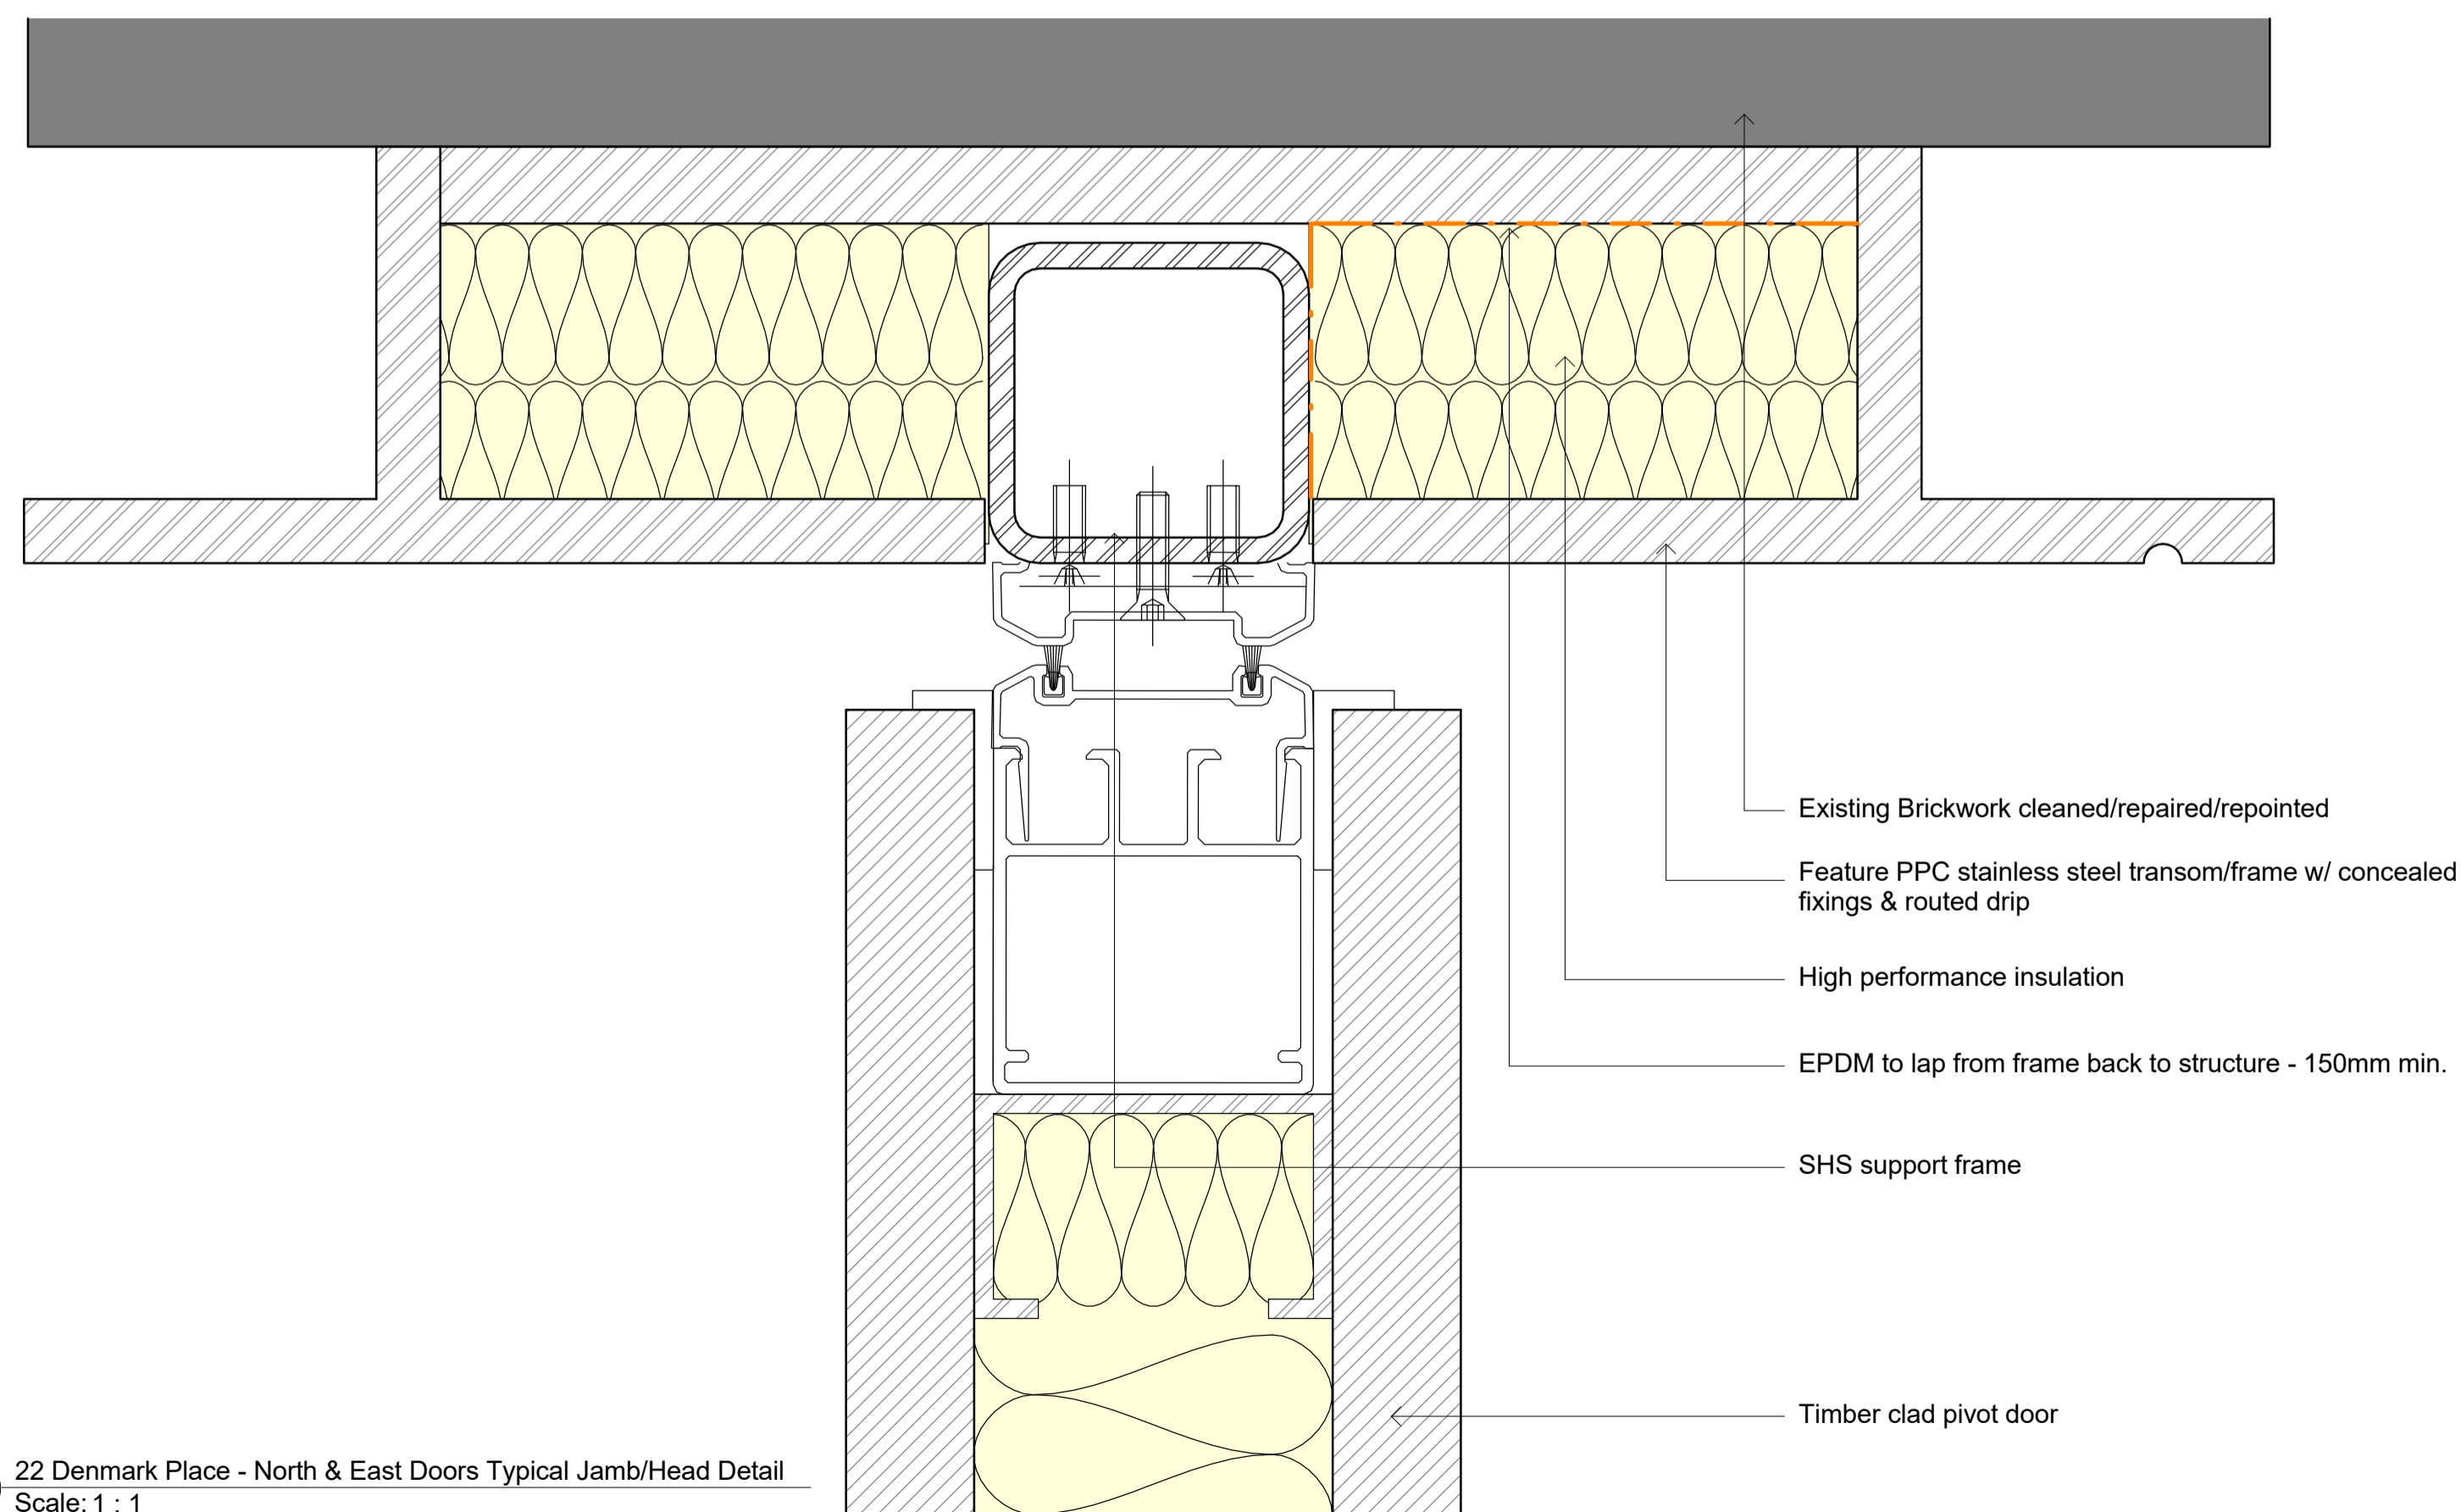 Existing Brickwork cleaned/repaired/repointed
Feature PPC stainless steel transom/frame w/ concealed
fixings & routed drip
High performance insulation
EPDM to lap from frame back to structure - 150mm min.
SHS support frame
Timber clad pivot door
22 Denmark Place - North & East Doors Typical Jamb/Head Detail
Scale: 1 : 1